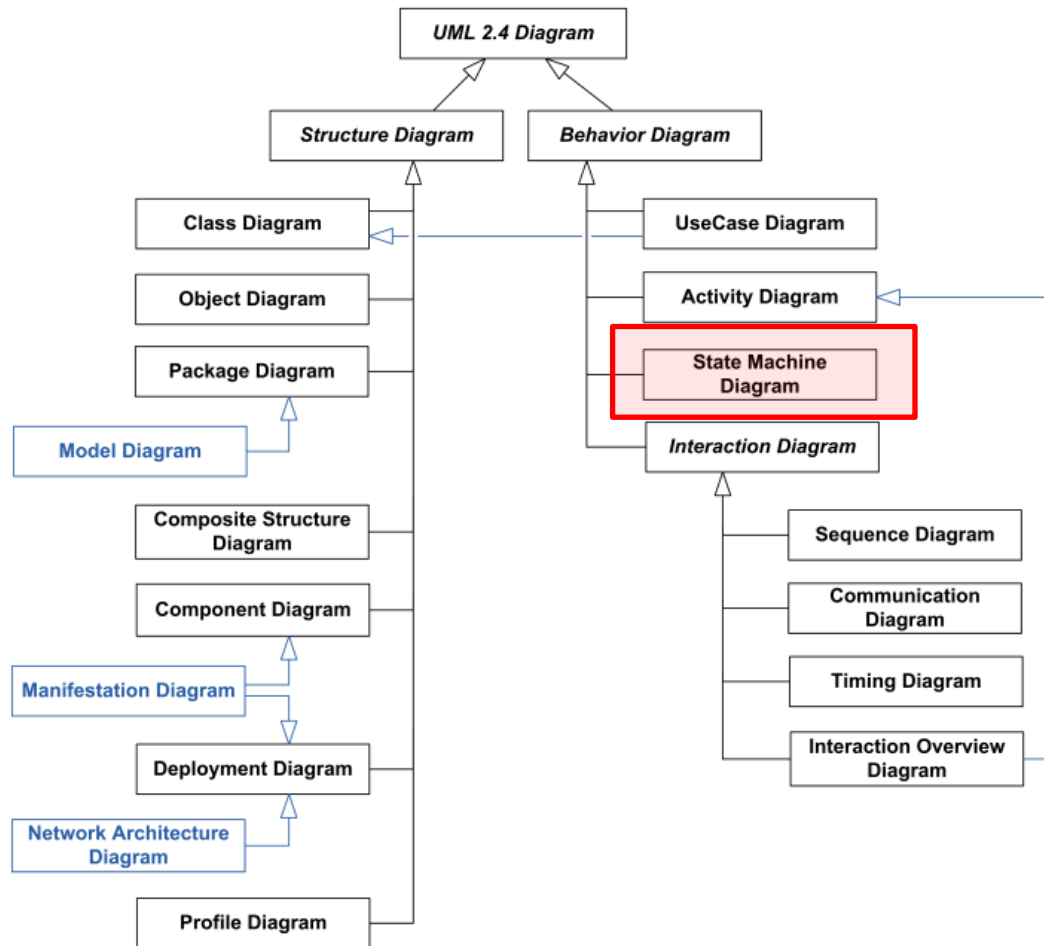 UML 2.4 Diagram
Structure Diagram
Behavior Diagram
Class Diagram
UseCase Diagram
Object Diagram
Activity Diagram
Package Diagram
State Machine
Diagram
Model Diagram
Interaction Diagram
Composite Structure
Diagram
Sequence Diagram
Component Diagram
Communication
Diagram
Manifestation Diagram
Timing Diagram
Deployment Diagram
Interaction Overview
Diagram
Network Architecture
Diagram
Profile Diagram